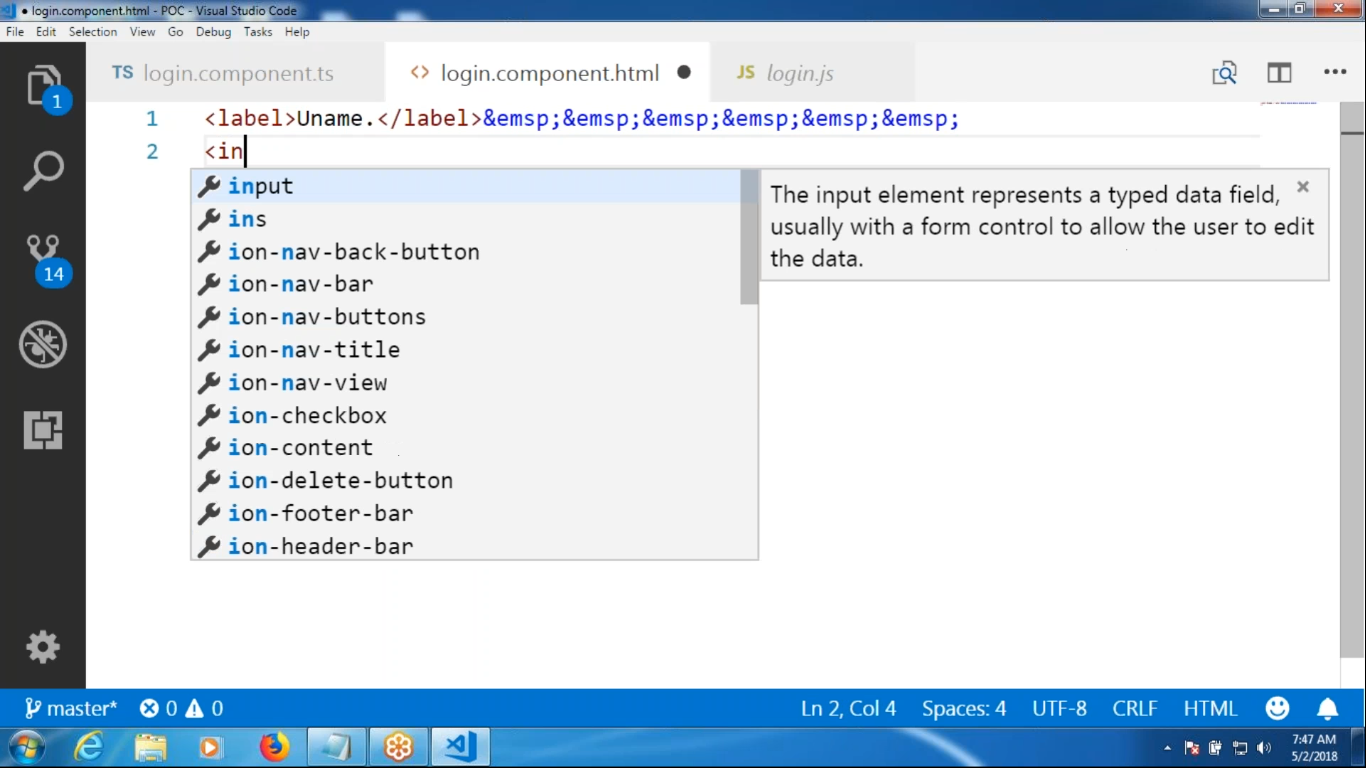 ● login.component.html - POC - Visual Studio Code
File Edit Selection View Go Debug Tasks Help
TS login.component.ts <> login.component.html ● JS login.js •••
1
1 <label>Uname.</label>&emsp;&emsp;&emsp;&emsp;&emsp;&emsp;
2 <in
input
ins
ion-nav-back-button
ion-nav-bar
ion-nav-buttons
ion-nav-title
ion-nav-view
ion-checkbox
ion-content
ion-delete-button
ion-footer-bar
ion-header-bar
The input element represents a typed data field,
usually with a form control to allow the user to edit
the data.
14
master* 0 0 Ln 2, Col 4 Spaces: 4 UTF-8 CRLF HTML
7:47 AM
5/2/2018